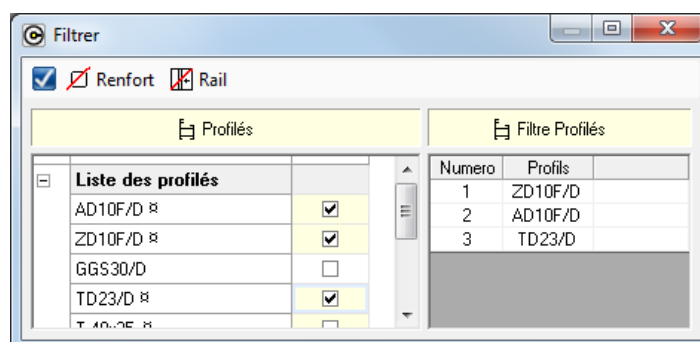 Filtrer
Renfort Rail
Profilés
Filtre Profilés
Liste des profilés
AD10F/D ¤
ZD10F/D ¤
GGS30/D
TD23/D ¤
Numero Profils
1 ZD10F/D
2 AD10F/D
3 TD23/D